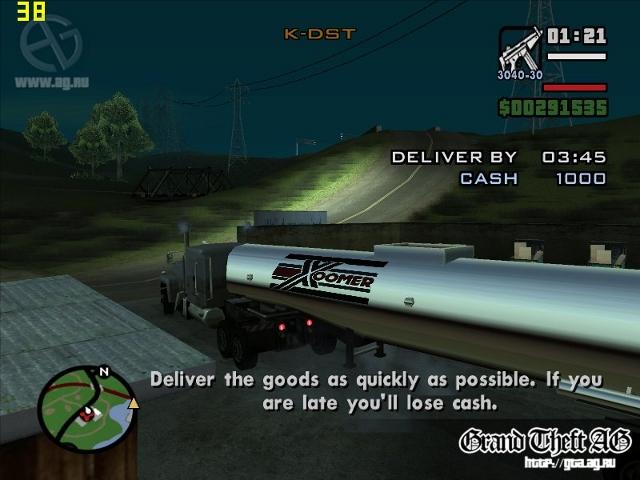 38
AG
www.ag.ru
K-DST
01:21
3040-30
$00291535
DELIVER BY 03:45
CASH 1000
XOOMER
N
Deliver the goods as quickly as possible. If you
are late you'll lose cash.
Grand Theft AG
http://gta.ag.ru